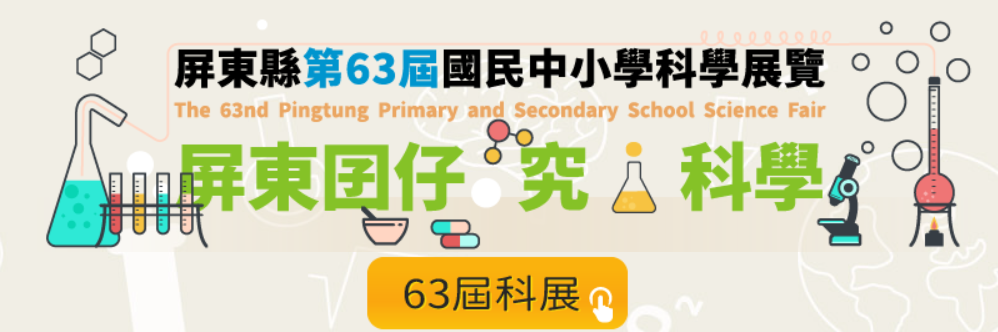 屏東縣第63屆國民中小學科學展覽
The 63nd Pingtung Primary and Secondary School Science Fair
屏東囝仔 究 科學
63屆科展